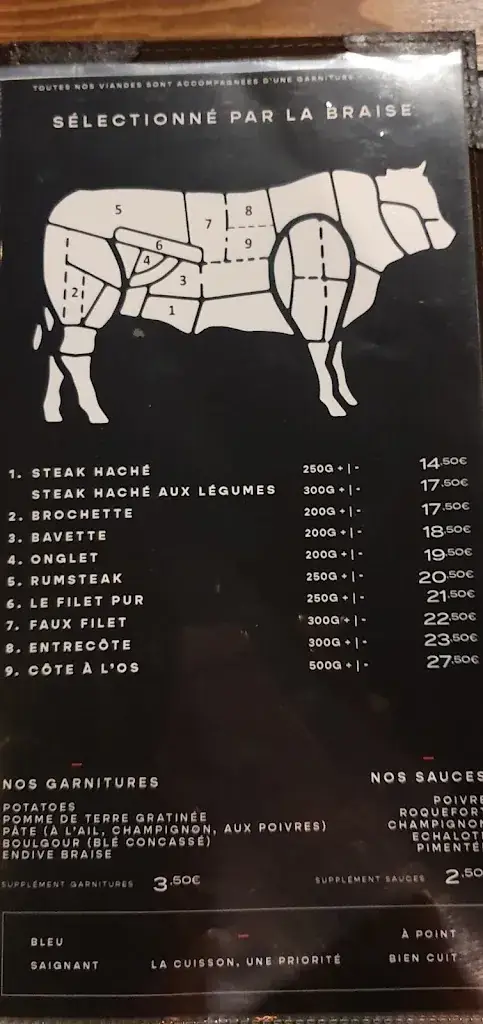 TOUTES NOS VIANDES SONT ACCOMPAGNÉES D'UNE GARNITURE
SÉLECTIONNÉ PAR LA BRAISE
5
7
8
6
9
4
3
2
1
1. STEAK HACHÉ 250G +|- 14.50€
STEAK HACHÉ AUX LÉGUMES 300G +|- 17.50€
2. BROCHETTE 200G +|- 17.50€
3. BAVETTE 200G +|- 18.50€
4. ONGLET 200G +|- 19.50€
5. RUMSTEAK 250G +|- 20.50€
6. LE FILET PUR 250G +|- 21.50€
7. FAUX FILET 300G +|- 22.50€
8. ENTRECÔTE 300G +|- 23.50€
9. CÔTE À L'OS 500G +|- 27.50€
NOS GARNITURES
POTATOES
POMME DE TERRE GRATINÉE
PÂTE (À L'AIL, CHAMPIGNON, AUX POIVRES)
BOULGOUR (BLÉ CONCASSÉ)
ENDIVE BRAISE
SUPPLÉMENT GARNITURES 3.50€
NOS SAUCES
POIVRE
ROQUEFORT
CHAMPIGNON
ECHALOT
PIMENTÉ
SUPPLÉMENT SAUCES 2.50
BLEU
SAIGNANT
LA CUISSON, UNE PRIORITÉ
À POINT
BIEN CUIT